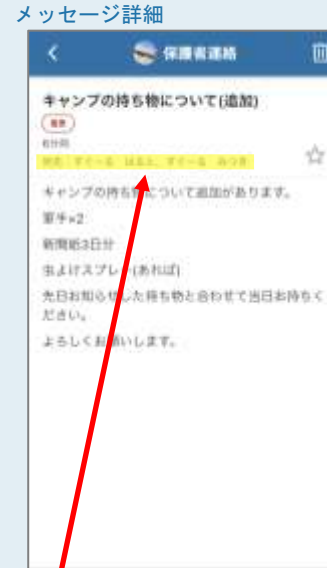 メッセージ詳細
保護者連絡
キャンプの持ち物について(追加)
宛先：すぐーる はると、すぐーる みつき
キャンプの持ち物について追加があります。
軍手×2
新聞紙3日分
虫よけスプレー(あれば)
先日お知らせした持ち物と合わせて当日お持ちく
ださい。
よろしくお願いします。